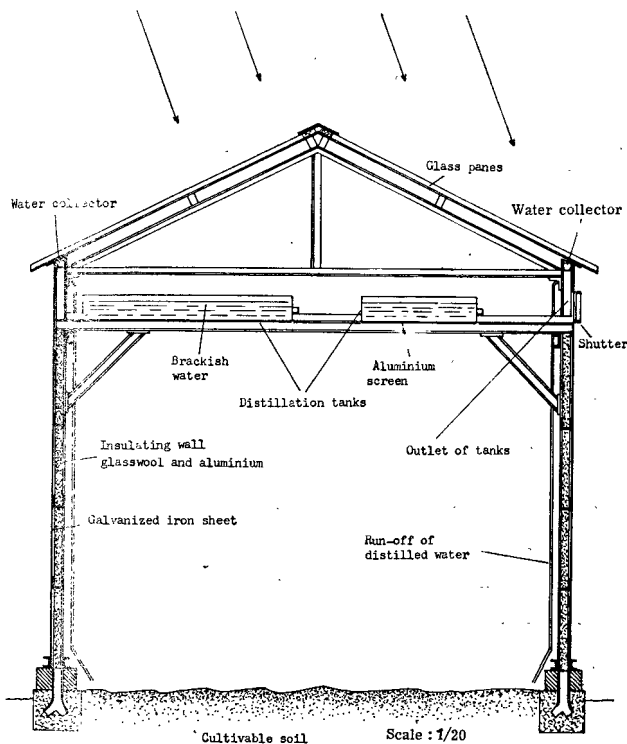 Glass panes
Water collector
Water collector
Shutter
Brackish
water
Aluminium
screen
Distillation tanks
Outlet of tanks
Insulating wall
glasswool and aluminium
Galvanized iron sheet
Run-off of
distilled water
Cultivable soil
Scale : 1/20